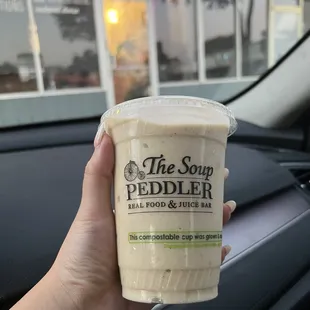 The Soup
PEDDLER
REAL FOOD & JUICE BAR
This compostable cup was grown